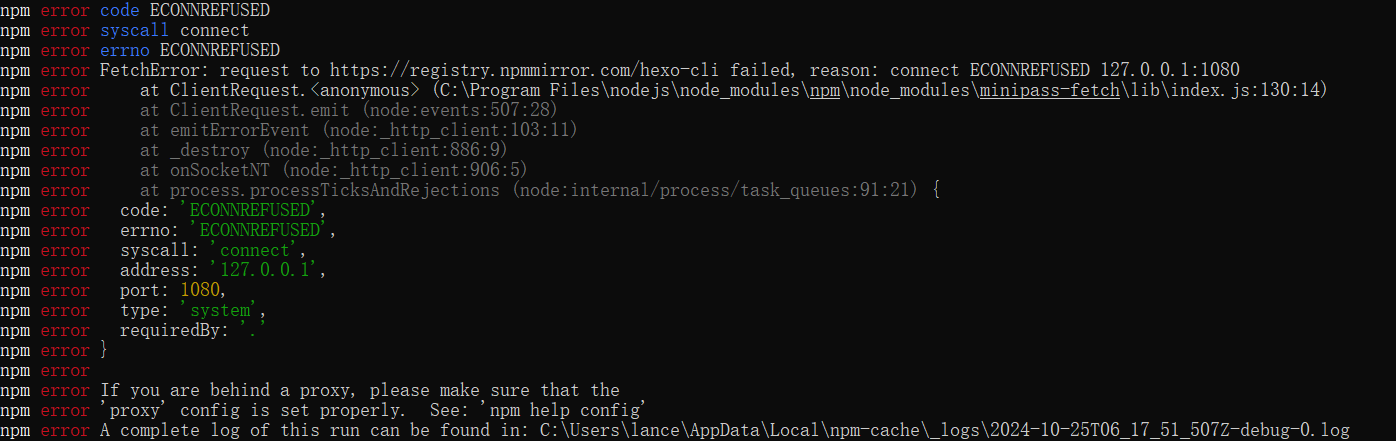 npm error code ECONNREFUSED
npm error syscall connect
npm error errno ECONNREFUSED
npm error FetchError: request to https://registry.npmmirror.com/hexo-cli failed, reason: connect ECONNREFUSED 127.0.0.1:1080
npm error     at ClientRequest.<anonymous> (C:\Program Files\nodejs\node_modules\npm\node_modules\minipass-fetch\lib\index.js:130:14)
npm error     at ClientRequest.emit (node:events:507:28)
npm error     at emitErrorEvent (node:_http_client:103:11)
npm error     at _destroy (node:_http_client:886:9)
npm error     at onSocketNT (node:_http_client:906:5)
npm error     at process.processTicksAndRejections (node:internal/process/task_queues:91:21) {
npm error   code: 'ECONNREFUSED',
npm error   errno: 'ECONNREFUSED',
npm error   syscall: 'connect',
npm error   address: '127.0.0.1',
npm error   port: 1080,
npm error   type: 'system',
npm error   requiredBy: '.'
npm error }
npm error
npm error If you are behind a proxy, please make sure that the
npm error 'proxy' config is set properly.  See: 'npm help config'
npm error A complete log of this run can be found in: C:\Users\lance\AppData\Local\npm-cache\_logs\2024-10-25T06_17_51_507Z-debug-0.log